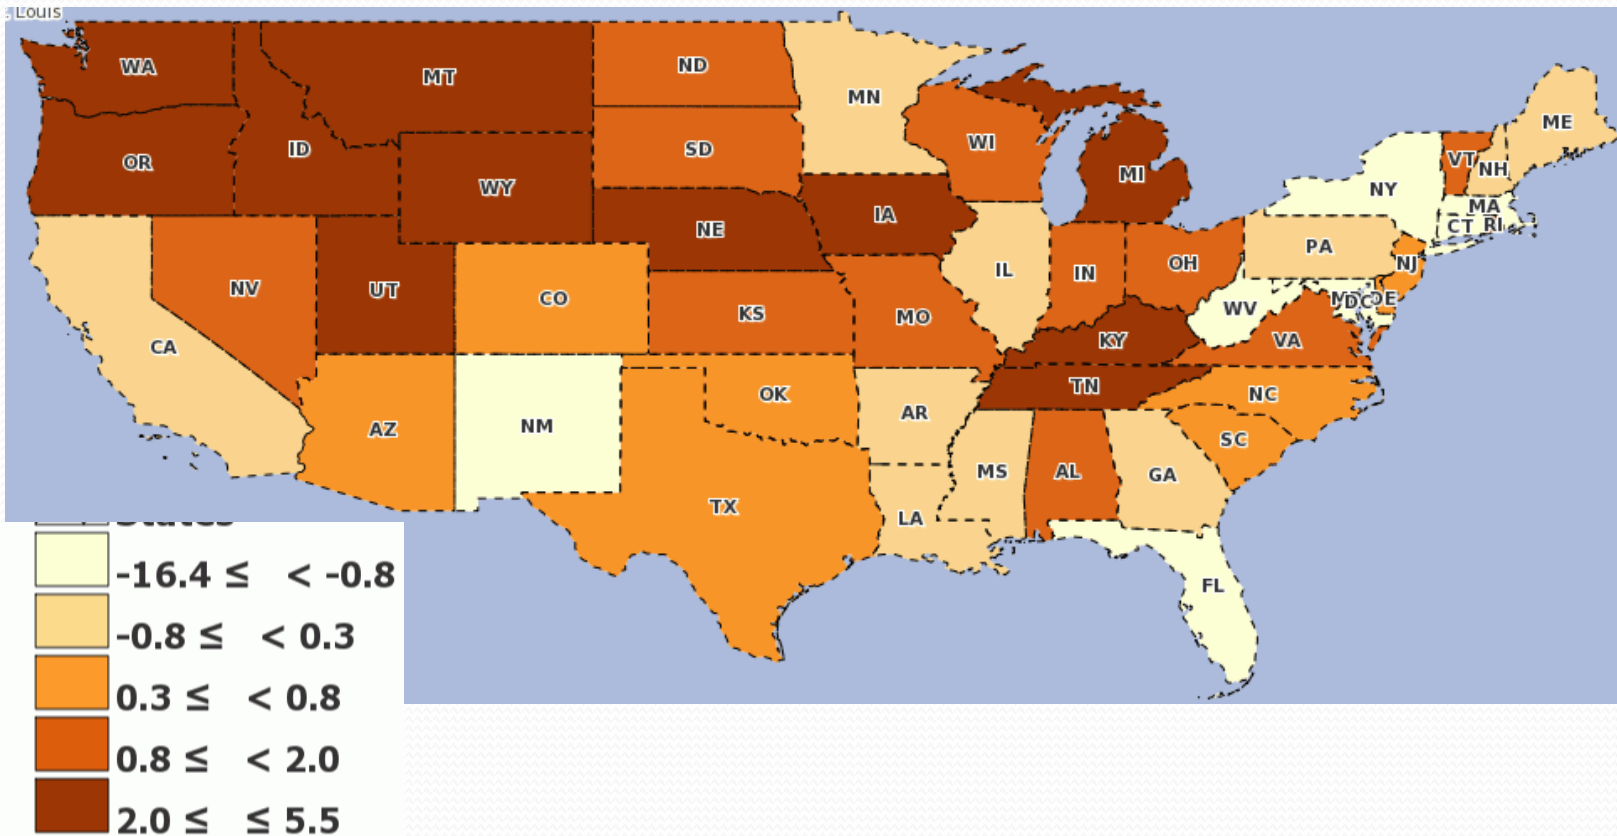 Louis
WA
MT
ND
MN
ME
OR
ID
SD
WI
VT
NH
WY
MI
NY
MA
NE
IA
CT RI
PA
NV
UT
CO
IL
IN
OH
NJ
KS
MO
WV
DC
DE
CA
KY
VA
TN
OK
NC
AZ
NM
AR
SC
MS
AL
GA
TX
LA
States
FL
-16.4 ≤ < -0.8
-0.8 ≤ < 0.3
0.3 ≤ < 0.8
0.8 ≤ < 2.0
2.0 ≤ ≤ 5.5